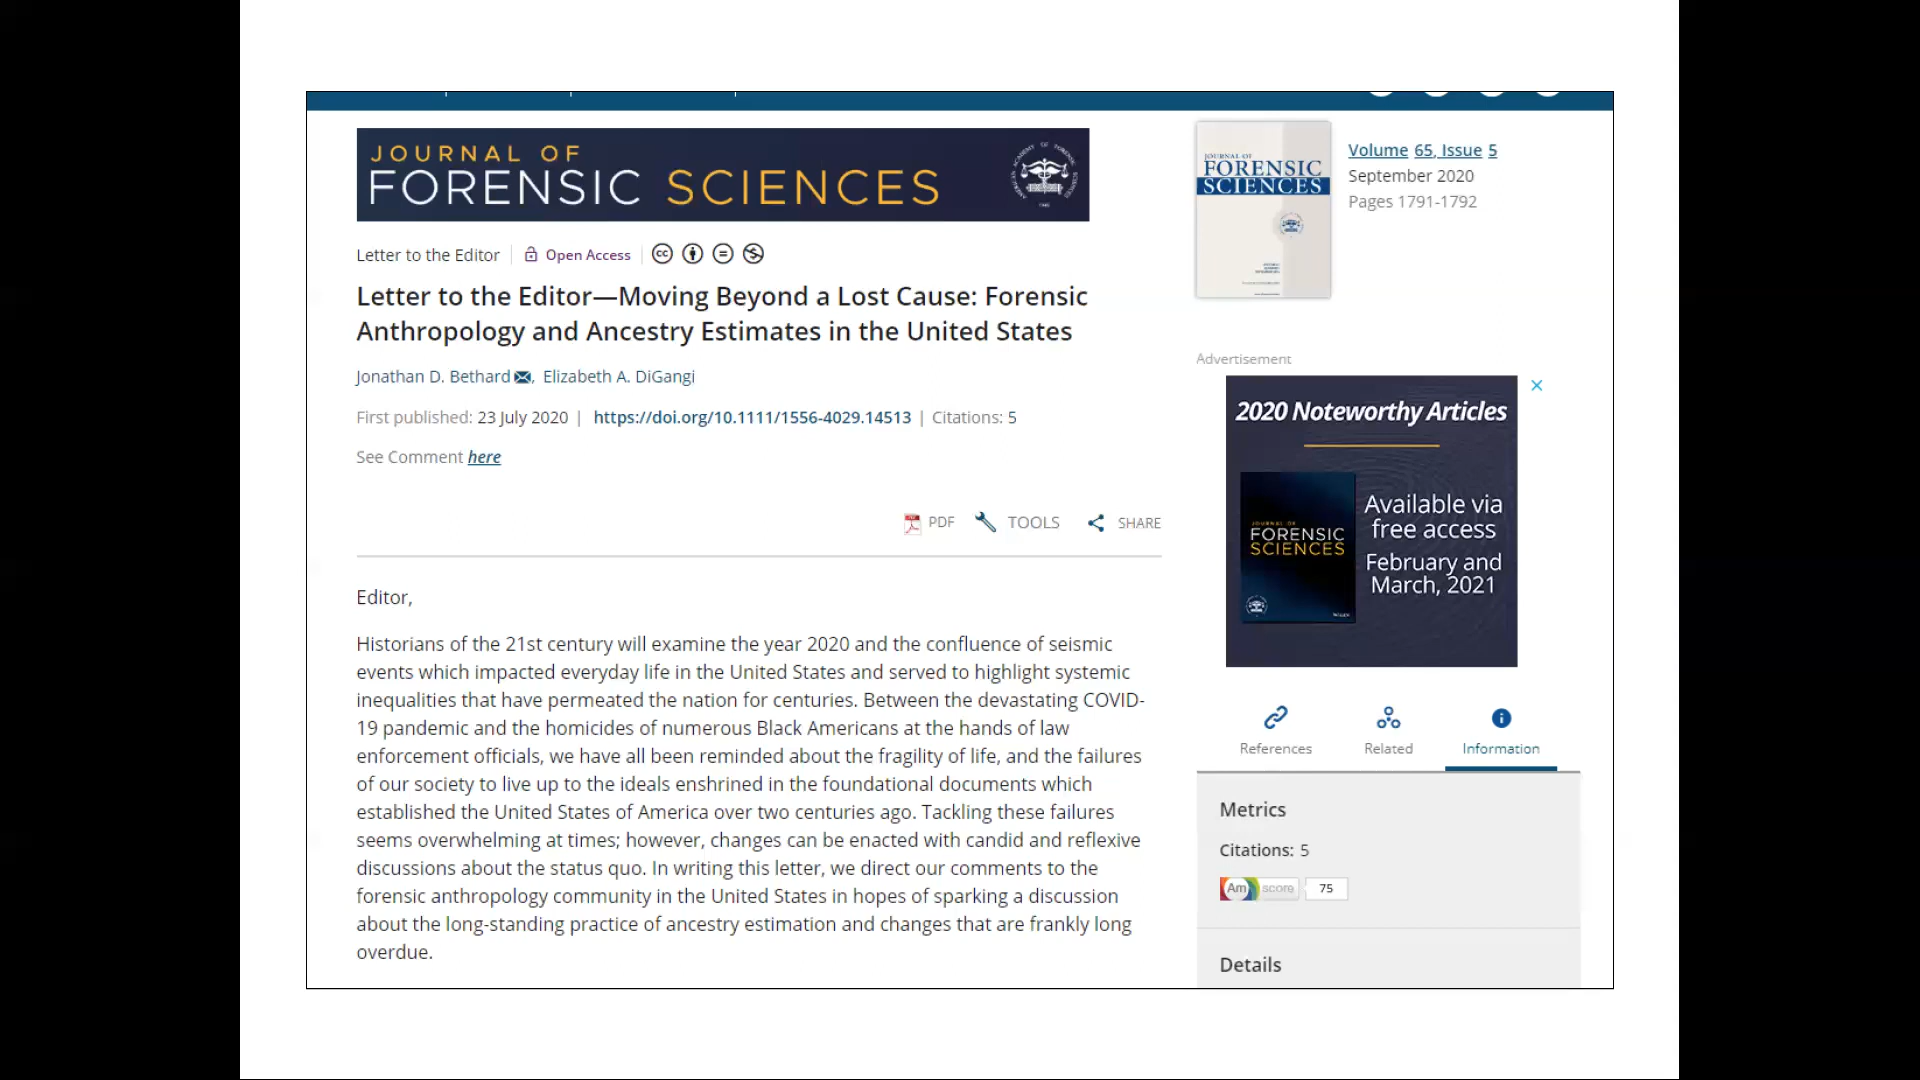 JOURNAL OF
FORENSIC SCIENCES
Letter to the Editor
Open Access
Letter to the Editor—Moving Beyond a Lost Cause: Forensic
Anthropology and Ancestry Estimates in the United States
Jonathan D. Bethard, Elizabeth A. DiGangi
First published: 23 July 2020 | https://doi.org/10.1111/1556-4029.14513 | Citations: 5
See Comment here
PDF TOOLS SHARE
Editor,
Historians of the 21st century will examine the year 2020 and the confluence of seismic
events which impacted everyday life in the United States and served to highlight systemic
inequalities that have permeated the nation for centuries. Between the devastating COVID-
19 pandemic and the homicides of numerous Black Americans at the hands of law
enforcement officials, we have all been reminded about the fragility of life, and the failures
of our society to live up to the ideals enshrined in the foundational documents which
established the United States of America over two centuries ago. Tackling these failures
seems overwhelming at times; however, changes can be enacted with candid and reflexive
discussions about the status quo. In writing this letter, we direct our comments to the
forensic anthropology community in the United States in hopes of sparking a discussion
about the long-standing practice of ancestry estimation and changes that are frankly long
overdue.
JOURNAL OF
FORENSIC
SCIENCES
Volume 65, Issue 5
September 2020
Pages 1791-1792
Advertisement
2020 Noteworthy Articles
JOURNAL OF
FORENSIC
SCIENCES
WILEY
Available via
free access
February and
March, 2021
References Related Information
Metrics
Citations: 5
Am score 75
Details